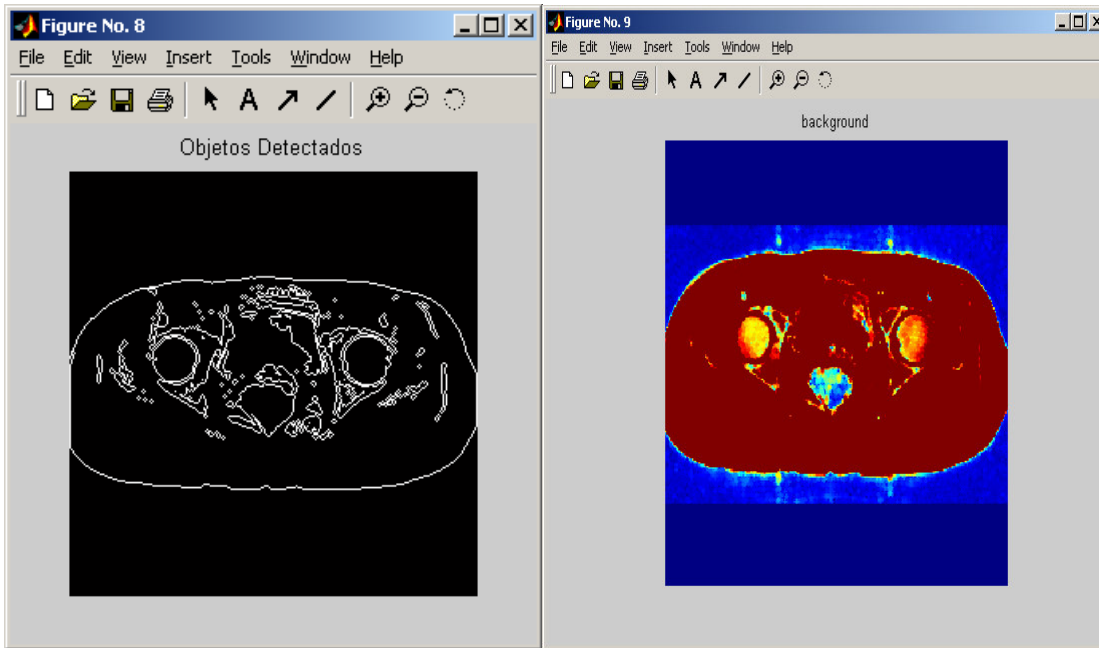 Figure No. 8
File Edit View Insert Tools Window Help
A
Objetos Detectados
Figure No. 9
File Edit View Insert Tools Window Help
A
background